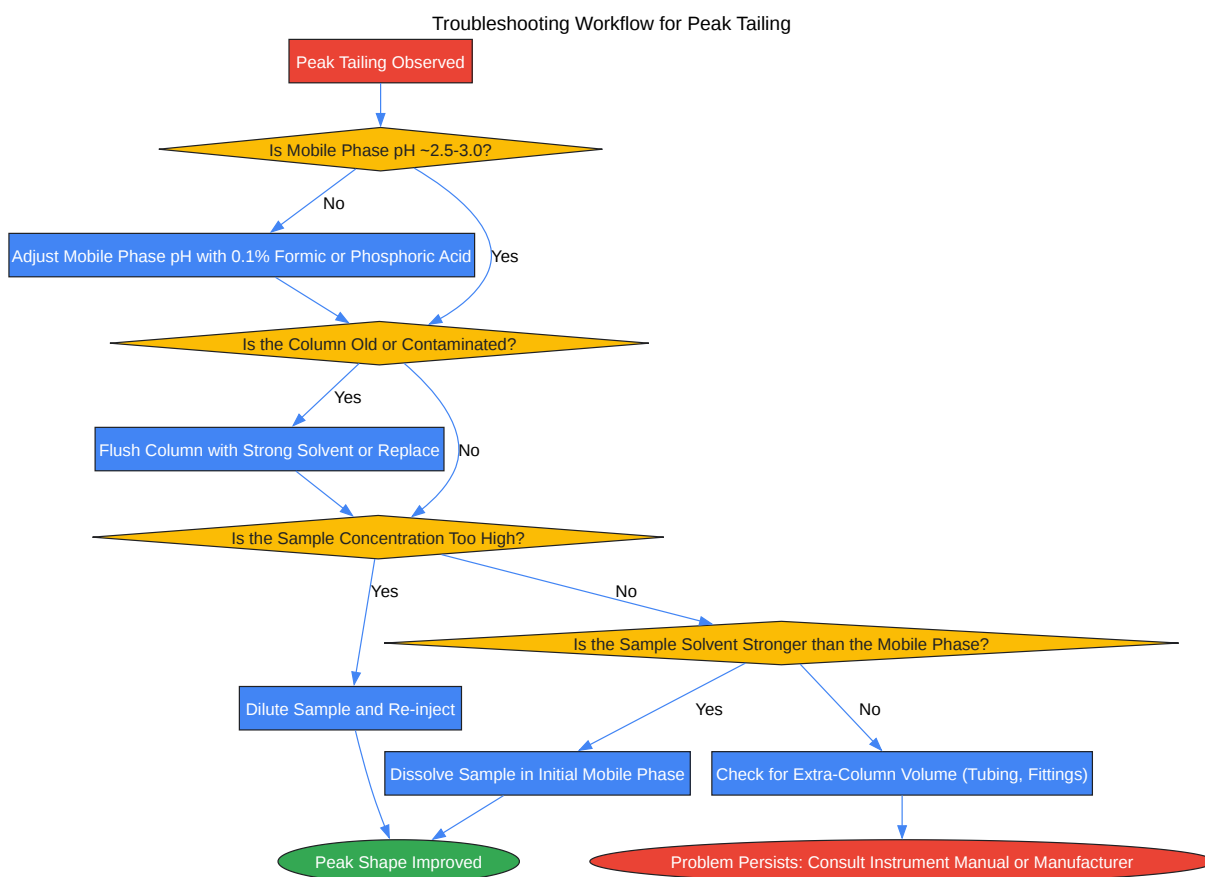 Troubleshooting Workflow for Peak Tailing
Peak Tailing Observed
Is Mobile Phase pH ~2.5-3.0?
No
Yes
Adjust Mobile Phase pH with 0.1% Formic or Phosphoric Acid
Is the Column Old or Contaminated?
Yes
No
Flush Column with Strong Solvent or Replace
Is the Sample Concentration Too High?
Yes
No
Is the Sample Solvent Stronger than the Mobile Phase?
Dilute Sample and Re-inject
Yes
No
Dissolve Sample in Initial Mobile Phase
Check for Extra-Column Volume (Tubing, Fittings)
Peak Shape Improved
Problem Persists: Consult Instrument Manual or Manufacturer